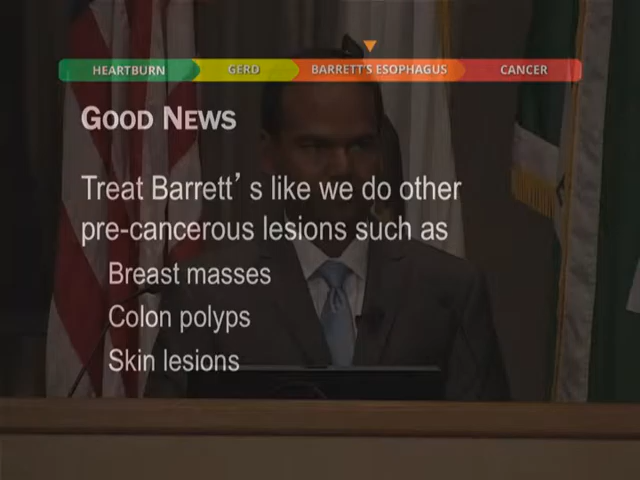 HEARTBURN GERD BARRETT'S ESOPHAGUS CANCER
GOOD NEWS
Treat Barrett's like we do other
pre-cancerous lesions such as
Breast masses
Colon polyps
Skin lesions